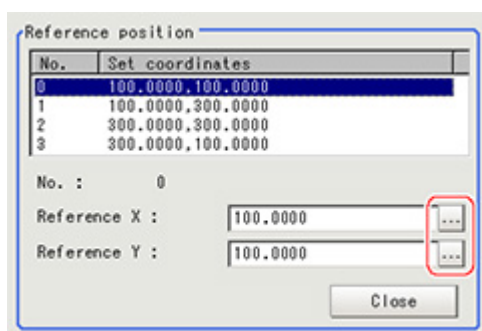 Reference position
No. Set coordinates
0 100.0000,100.0000
1 100.0000,300.0000
2 300.0000,300.0000
3 300.0000,100.0000
No. : 0
Reference X : 100.0000 ...
Reference Y : 100.0000 ...
Close